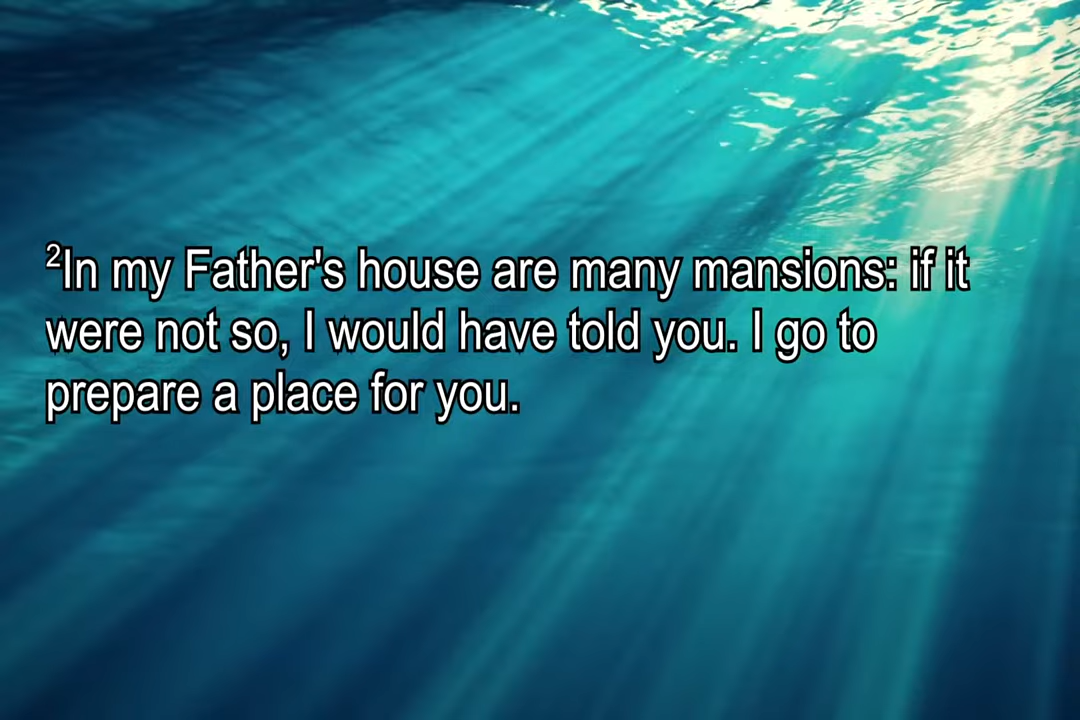 ²In my Father's house are many mansions: if it
were not so, I would have told you. I go to
prepare a place for you.